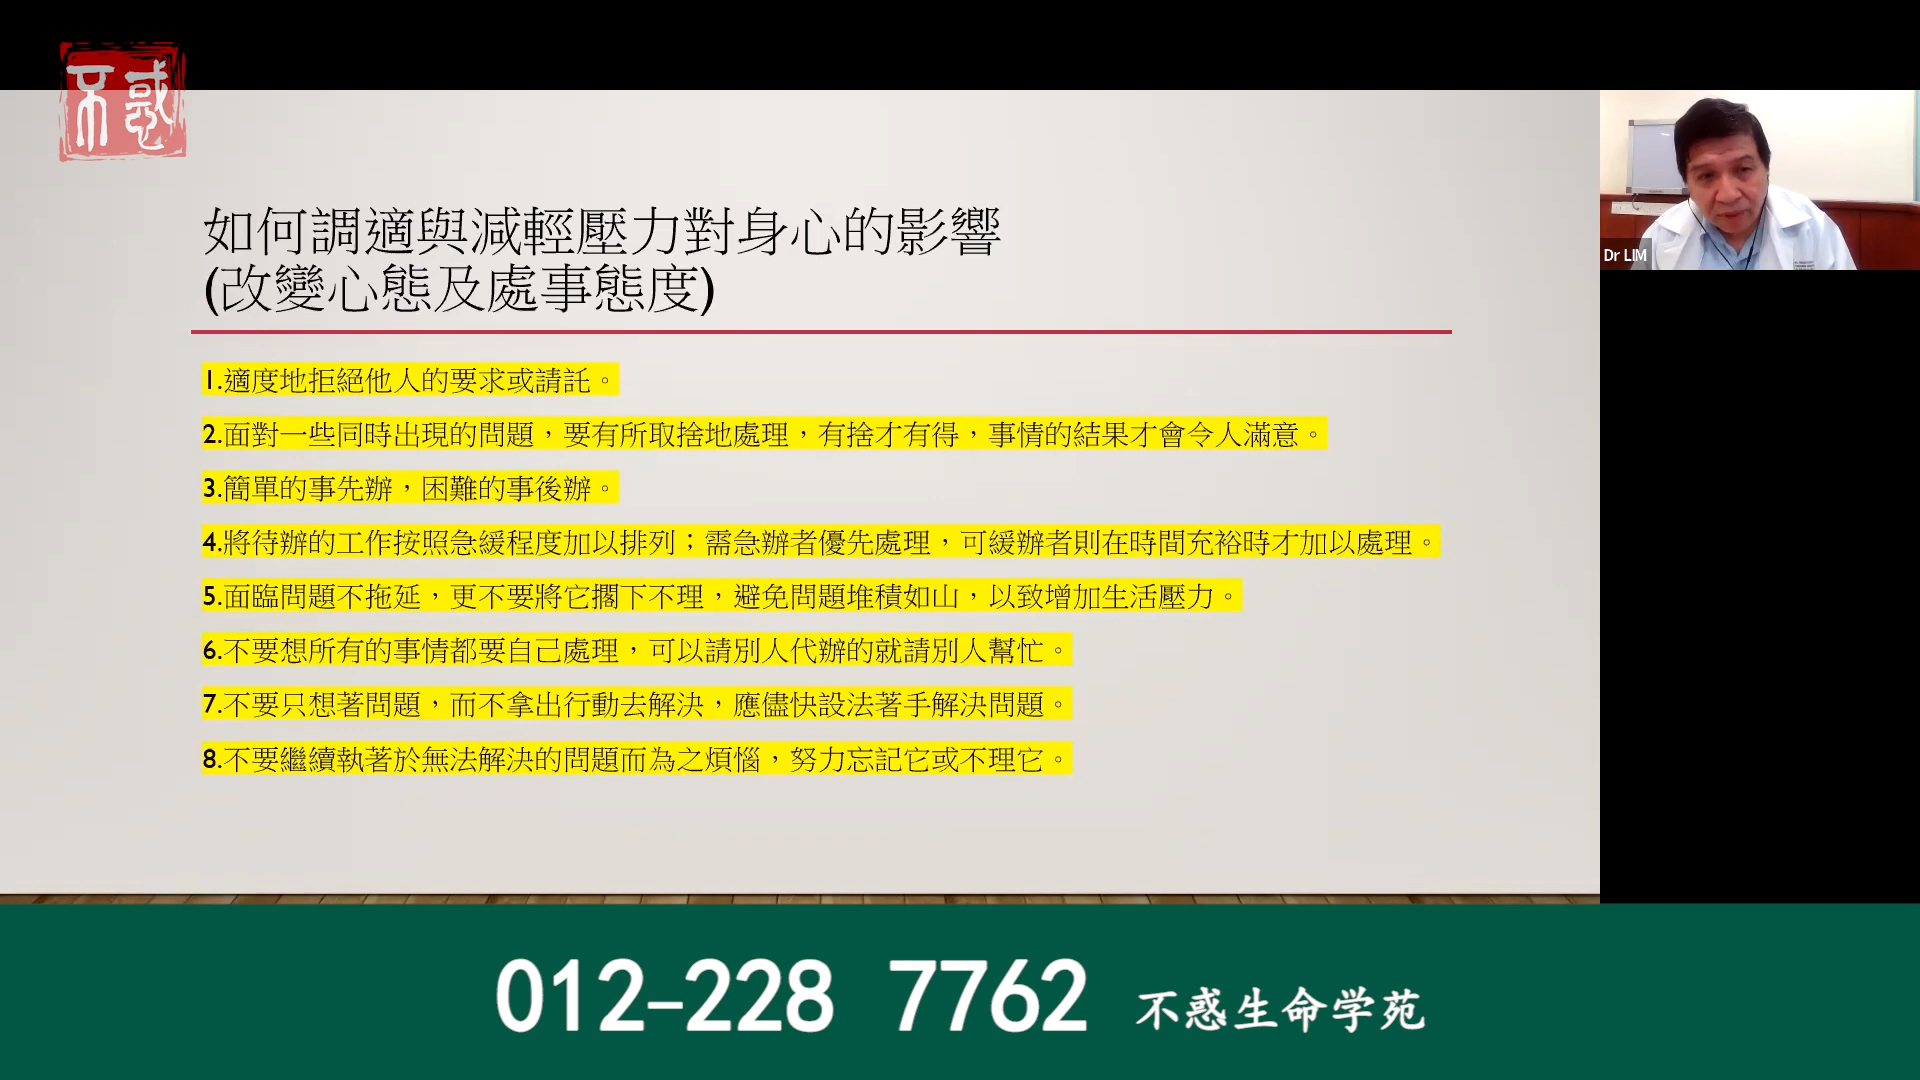 不惑
如何調適與減輕壓力對身心的影響
(改變心態及處事態度)
1.適度地拒絕他人的要求或請託。
2.面對一些同時出現的問題，要有所取捨地處理，有捨才有得，事情的結果才會令人滿意。
3.簡單的事先辦，困難的事後辦。
4.將待辦的工作按照急緩程度加以排列；需急辦者優先處理，可緩辦者則在時間充裕時才加以處理。
5.面臨問題不拖延，更不要將它擱下不理，避免問題堆積如山，以致增加生活壓力。
6.不要想所有的事情都要自己處理，可以請別人代辦的就請別人幫忙。
7.不要只想著問題，而不拿出行動去解決，應儘快設法著手解決問題。
8.不要繼續執著於無法解決的問題而為之煩惱，努力忘記它或不理它。
Dr LIM
012-228 7762 不惑生命学苑